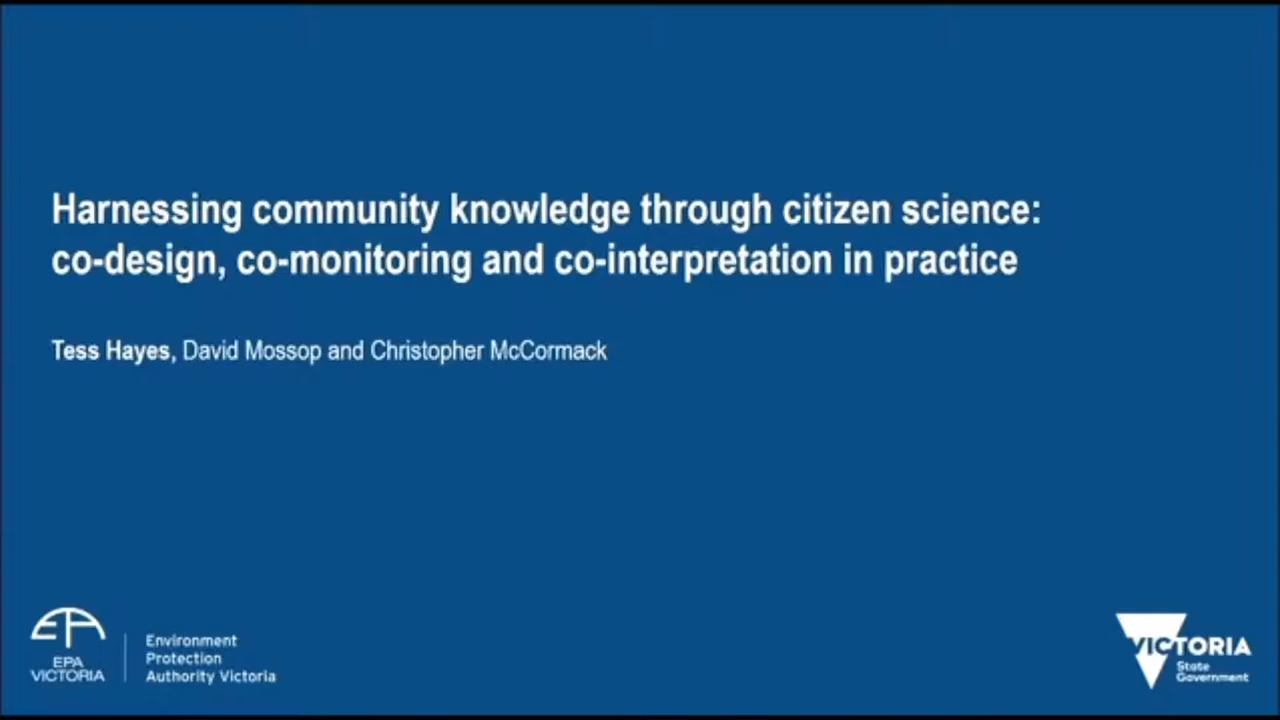 Harnessing community knowledge through citizen science:
co-design, co-monitoring and co-interpretation in practice
Tess Hayes, David Mossop and Christopher McCormack
EPA
EPA
VICTORIA
Environment
Protection
Authority Victoria
VICTORIA
State
Government